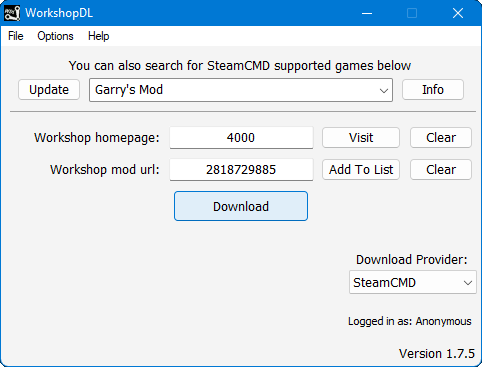 WorkshopDL
File Options Help
You can also search for SteamCMD supported games below
Update Garry's Mod Info
Workshop homepage: 4000 Visit Clear
Workshop mod url: 2818729885 Add To List Clear
Download
Download Provider:
SteamCMD
Logged in as: Anonymous
Version 1.7.5